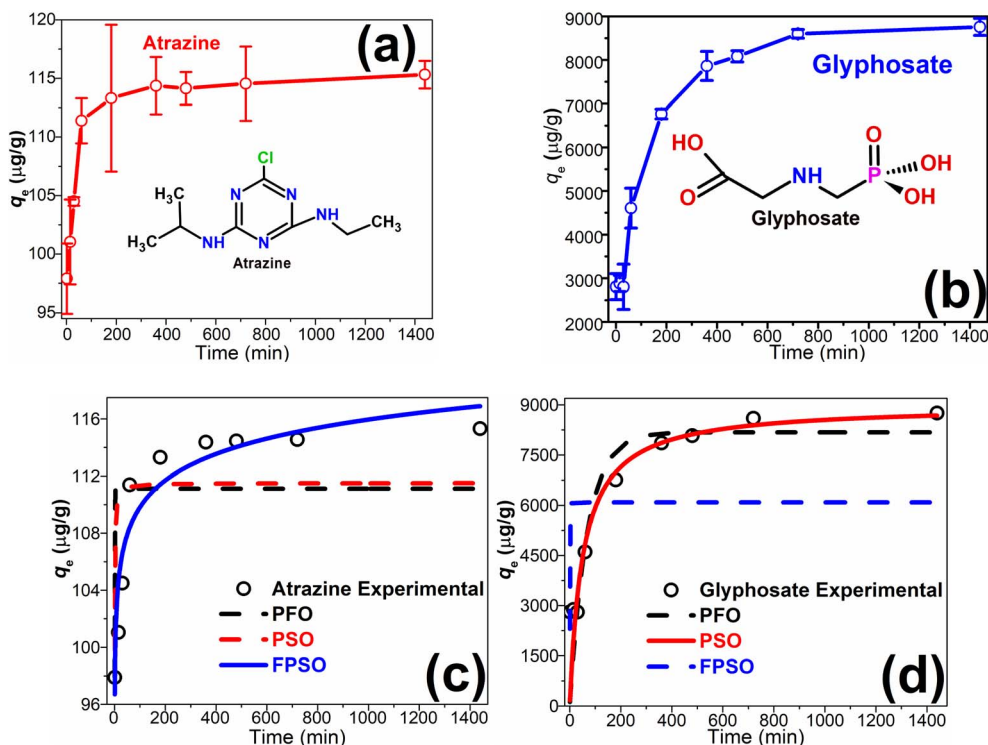 120
115
110
105
100
95
qe (µg/g)
Atrazine
(a)
Cl
N
N
N
NH
NH
H3C
CH3
H3C
Atrazine
0 200 400 600 800 1000 1200 1400
Time (min)
9000
8000
7000
6000
5000
4000
3000
2000
qe (µg/g)
Glyphosate
HO
O
NH
P
O
OH
OH
Glyphosate
(b)
0 200 400 600 800 1000 1200 1400
Time (min)
116
112
108
104
100
96
qe (µg/g)
Atrazine Experimental
PFO
PSO
FPSO
(c)
0 200 400 600 800 1000 1200 1400
Time (min)
9000
7500
6000
4500
3000
1500
0
qe (µg/g)
Glyphosate Experimental
PFO
PSO
FPSO
(d)
0 200 400 600 800 1000 1200 1400
Time (min)